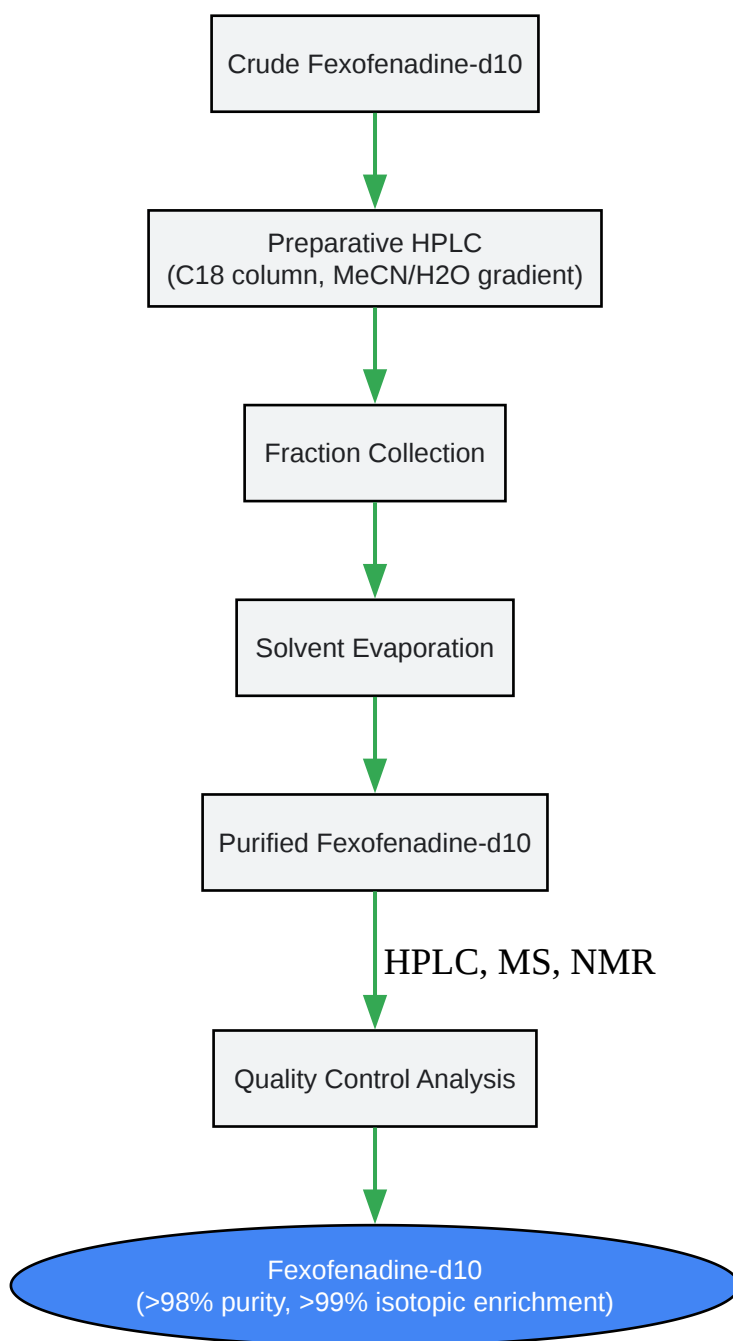 Crude Fexofenadine-d10
Preparative HPLC
(C18 column, MeCN/H2O gradient)
Fraction Collection
Solvent Evaporation
Purified Fexofenadine-d10
HPLC, MS, NMR
Quality Control Analysis
Fexofenadine-d10
(>98% purity, >99% isotopic enrichment)